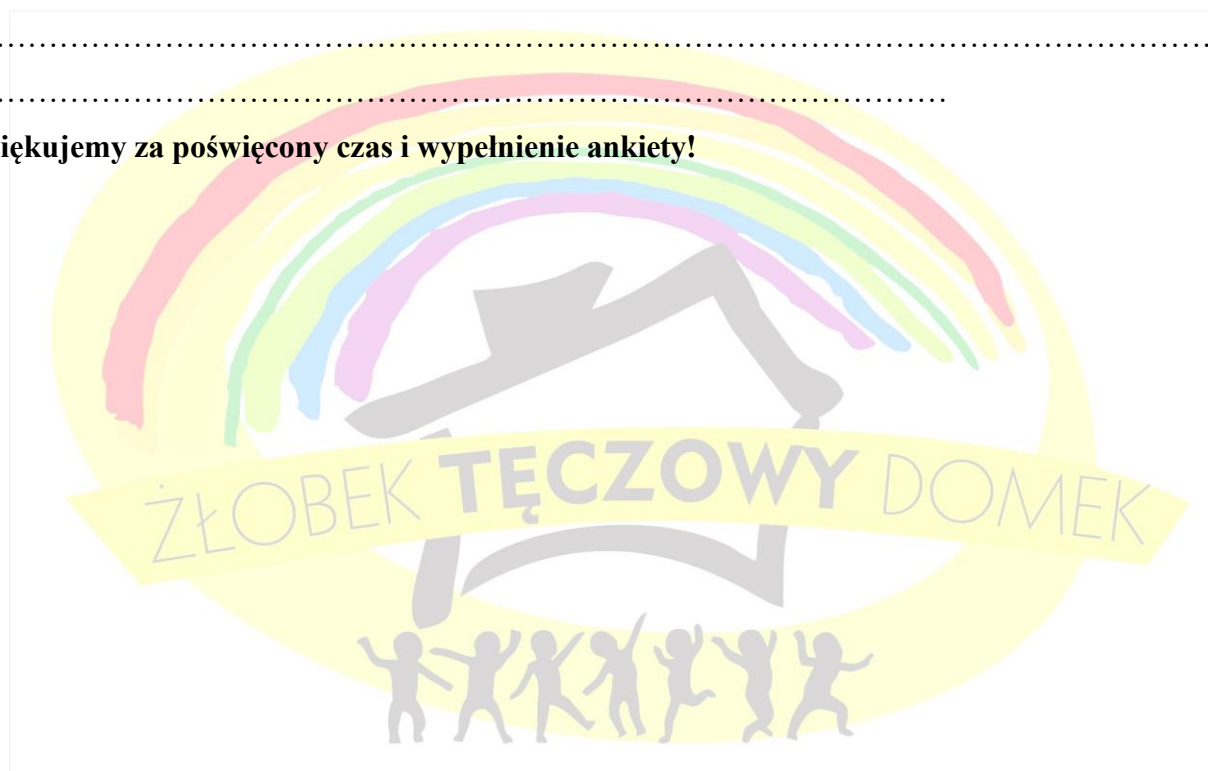 ……………………………………………………………………………………………………
………………………………………………………………………………
iękujemy za poświęcony czas i wypełnienie ankiety!
ŻŁOBEK TĘCZOWY DOMEK